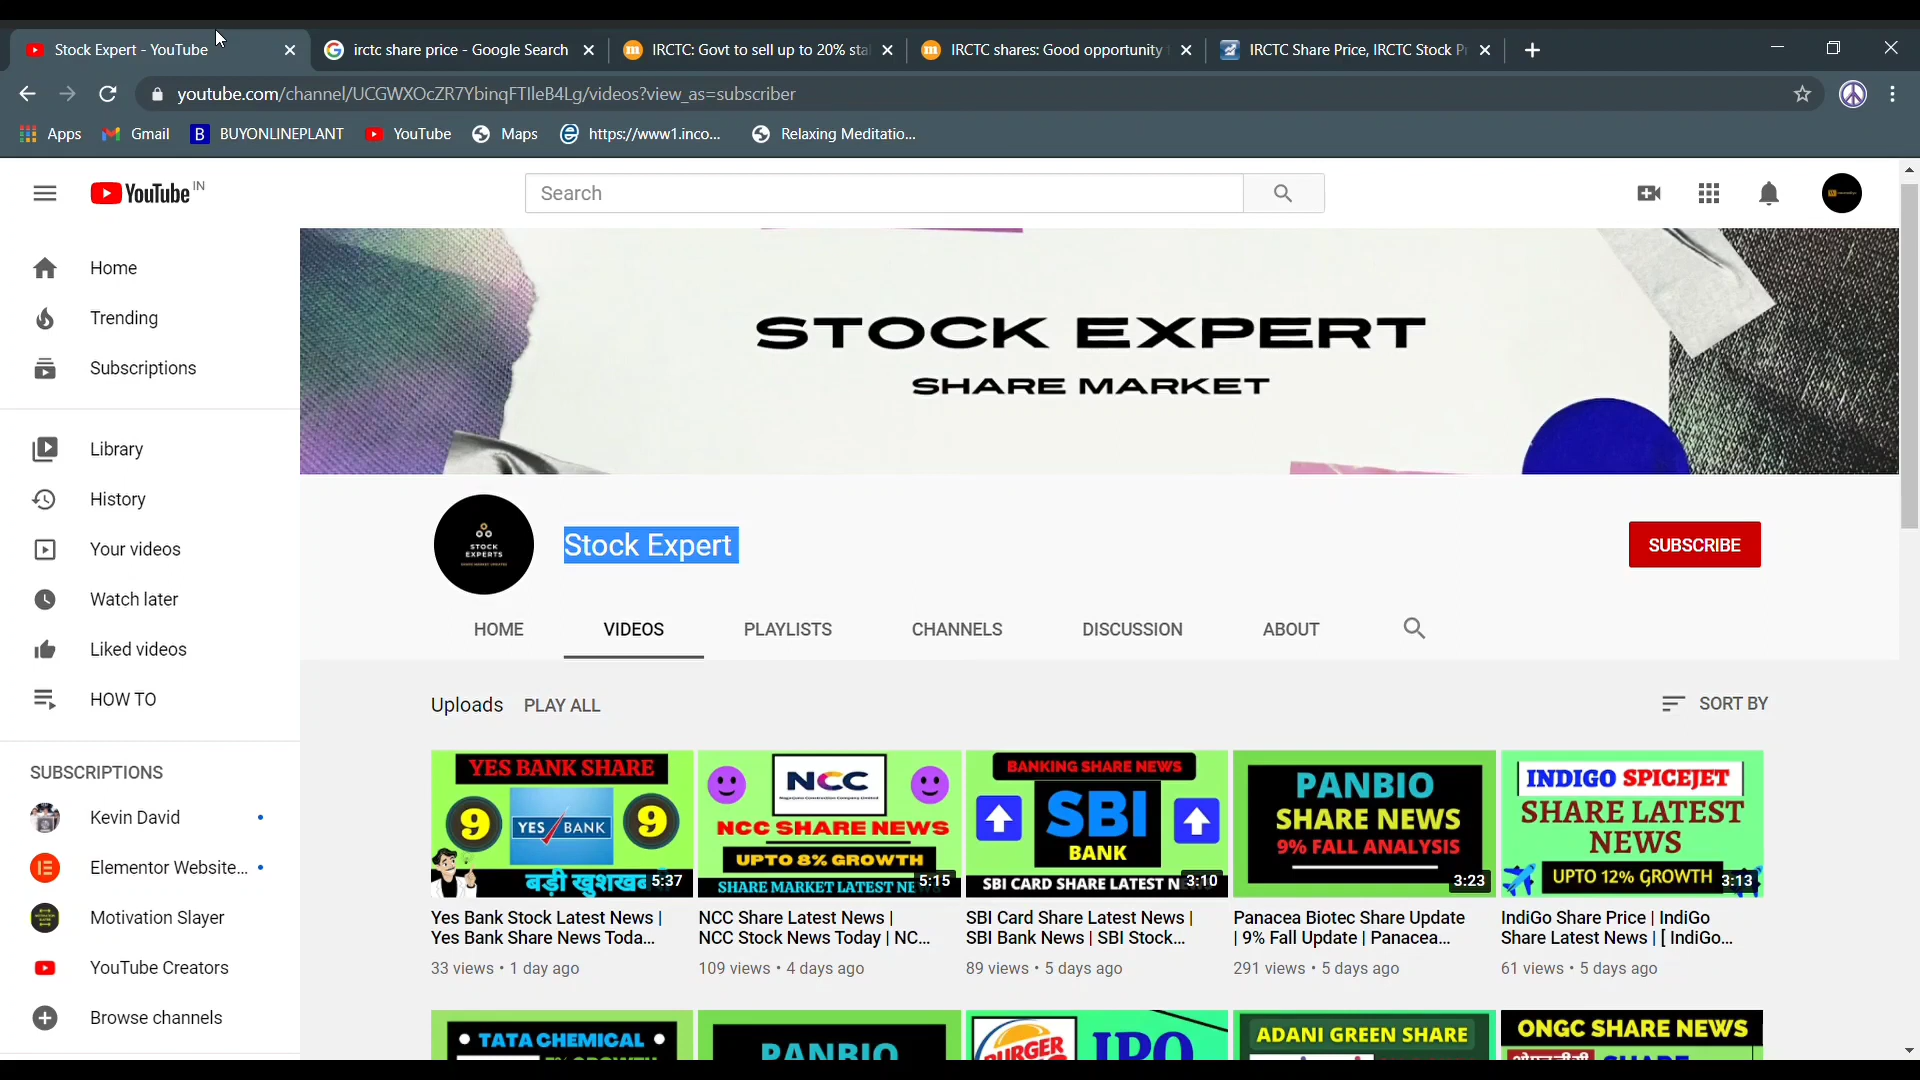 Stock Expert - YouTube
irctc share price - Google Search
IRCTC: Govt to sell up to 20% sta
IRCTC shares: Good opportunity
IRCTC Share Price, IRCTC Stock P
youtube.com/channel/UCGWXOcZR7YbinqFTIleB4Lg/videos?view_as=subscriber
Apps
Gmail
B BUYONLINEPLANT
YouTube
Maps
https://www1.inco...
Relaxing Meditatio...
YouTube IN
Search
Home
Trending
Subscriptions
Library
History
Your videos
Watch later
Liked videos
HOW TO
SUBSCRIPTIONS
Kevin David
Elementor Website...
Motivation Slayer
YouTube Creators
Browse channels
STOCK EXPERT
SHARE MARKET
STOCK
EXPERTS
Stock Expert
SUBSCRIBE
HOME
VIDEOS
PLAYLISTS
CHANNELS
DISCUSSION
ABOUT
Uploads PLAY ALL
SORT BY
YES BANK SHARE
9 YES BANK 9
बड़ी खुशखब
5:37
Yes Bank Stock Latest News |
Yes Bank Share News Toda...
33 views • 1 day ago
NCC
NCC SHARE NEWS
UPTO 8% GROWTH
SHARE MARKET LATEST NE
5:15
NCC Share Latest News |
NCC Stock News Today | NC...
109 views • 4 days ago
BANKING SHARE NEWS
SBI
BANK
SBI CARD SHARE LATEST N
3:10
SBI Card Share Latest News |
SBI Bank News | SBI Stock...
89 views • 5 days ago
PANBIO
SHARE NEWS
9% FALL ANALYSIS
3:23
Panacea Biotec Share Update
| 9% Fall Update | Panacea...
291 views • 5 days ago
INDIGO SPICEJET
SHARE LATEST
NEWS
UPTO 12% GROWTH
3:13
IndiGo Share Price | IndiGo
Share Latest News | [ IndiGo...
61 views • 5 days ago
TATA CHEMICAL
PANBIO
BURGER
IPO
ADANI GREEN SHARE
ONGC SHARE NEWS